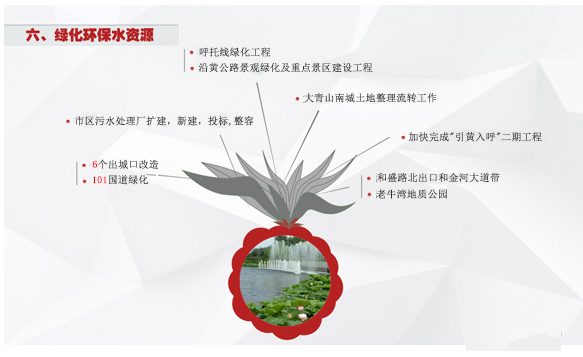 六、绿化环保水资源
呼托线绿化工程
沿黄公路景观绿化及重点景区建设工程
大青山南城土地整理流转工作
市区污水处理厂扩建，新建，投标,整容
加快完成"引黄入呼"二期工程
6个出城口改造
101国道绿化
和盛路北出口和金河大道带
老牛湾地质公园